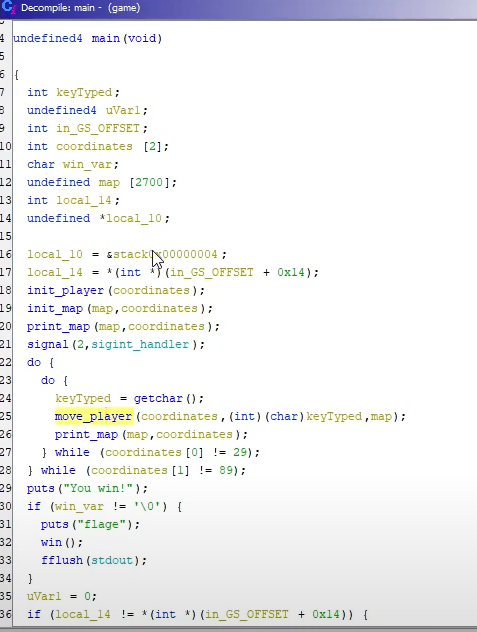 Decompile: main - (game)
4 undefined4 main(void)
5
6 {
7 int keyTyped;
8 undefined4 uVar1;
9 int in_GS_OFFSET;
10 int coordinates [2];
11 char win_var;
12 undefined map [2700];
13 int local_14;
14 undefined *local_10;
15
16 local_10 = &stack0x00000004;
17 local_14 = *(int *)(in_GS_OFFSET + 0x14);
18 init_player(coordinates);
19 init_map(map,coordinates);
20 print_map(map,coordinates);
21 signal(2,sigint_handler);
22 do {
23 do {
24 keyTyped = getchar();
25 move_player(coordinates,(int)(char)keyTyped,map);
26 print_map(map,coordinates);
27 } while (coordinates[0] != 29);
28 } while (coordinates[1] != 89);
29 puts("You win!");
30 if (win_var != '\0') {
31 puts("flage");
32 win();
33 fflush(stdout);
34 }
35 uVar1 = 0;
36 if (local_14 != *(int *)(in_GS_OFFSET + 0x14)) {